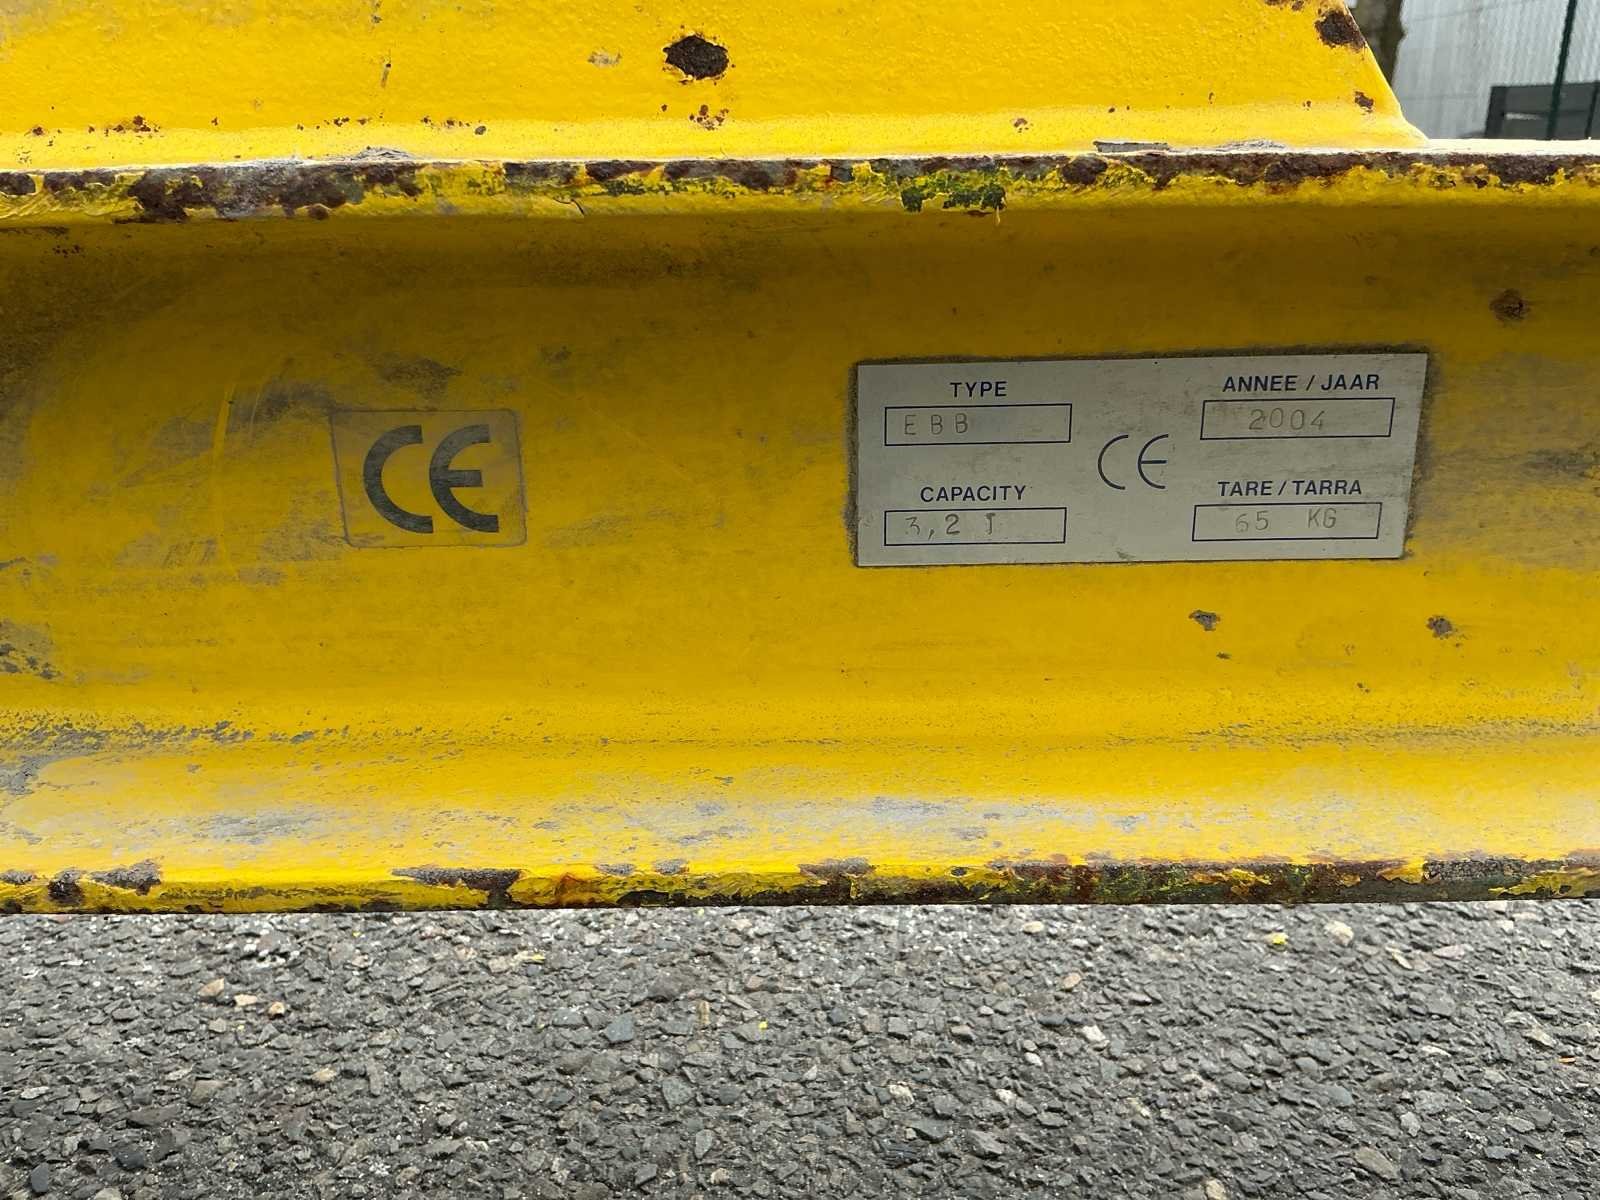 CE
TYPE
EBB
CAPACITY
3,2 T
CE
ANNEE / JAAR
2004
TARE / TARRA
65 KG